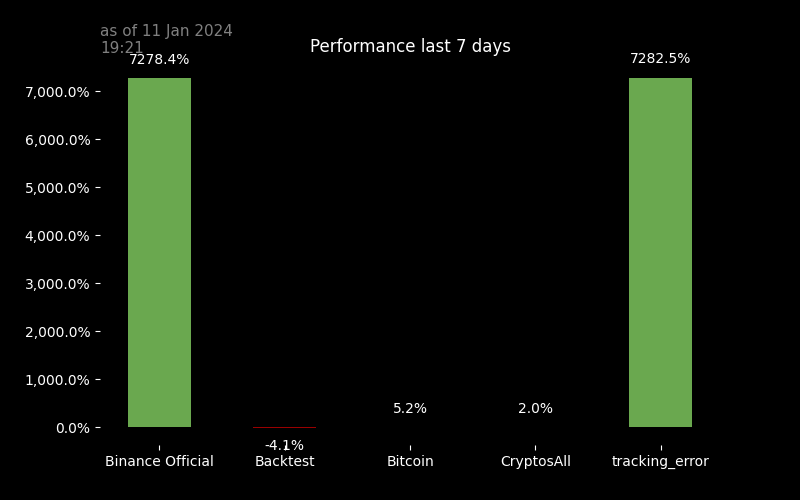 as of 11 Jan 2024
19:21
Performance last 7 days
7278.4%
7282.5%
7,000.0%
6,000.0%
5,000.0%
4,000.0%
3,000.0%
2,000.0%
1,000.0%
0.0%
5.2%
2.0%
-4.1%
Binance Official
Backtest
Bitcoin
CryptosAll
tracking_error